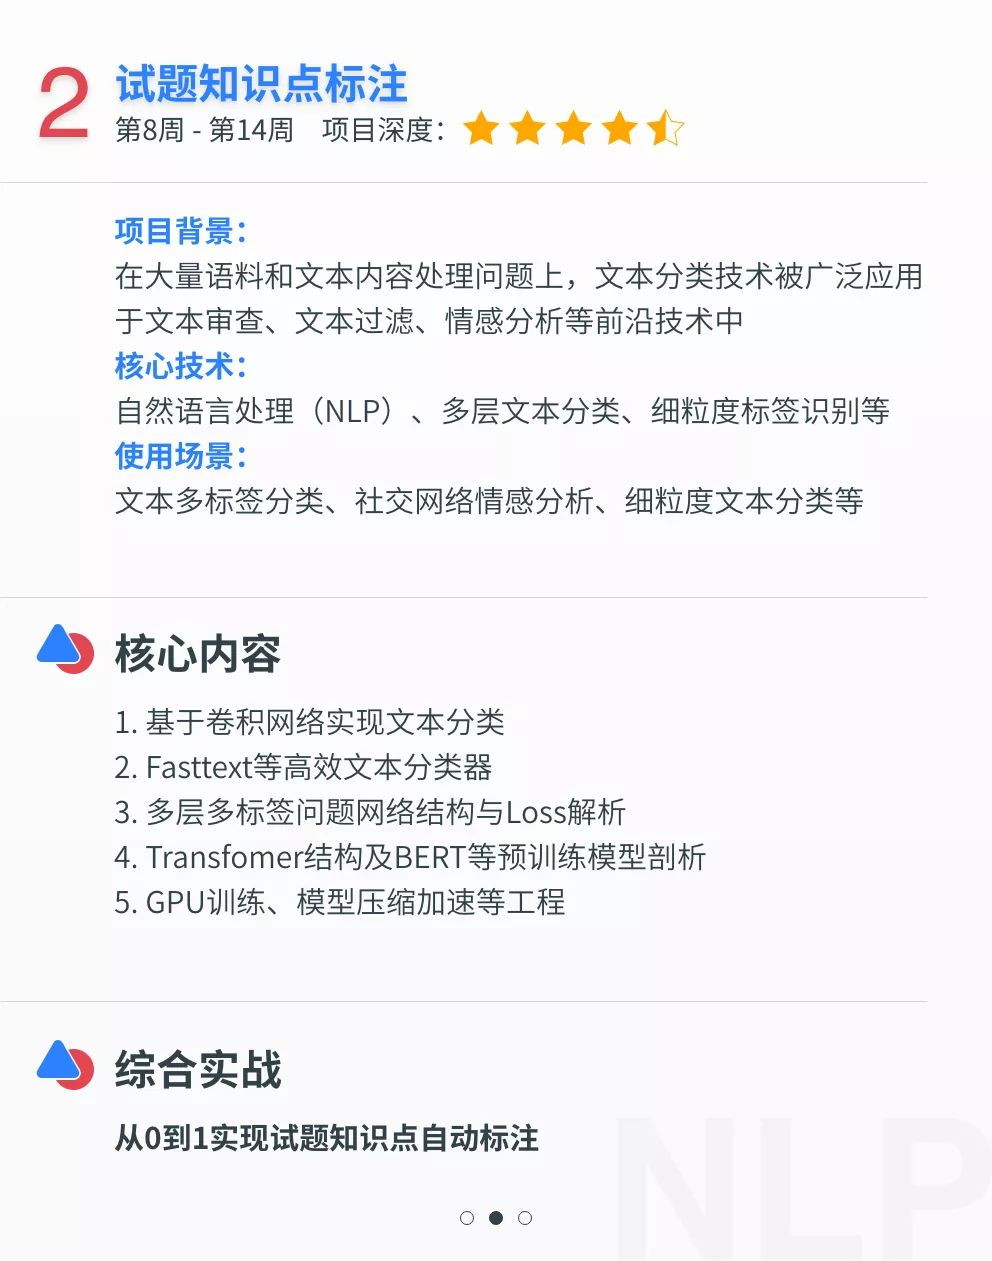 2
试题知识点标注
第8周 - 第14周 项目深度：
项目背景：
在大量语料和文本内容处理问题上，文本分类技术被广泛应用
于文本审查、文本过滤、情感分析等前沿技术中
核心技术：
自然语言处理（NLP）、多层文本分类、细粒度标签识别等
使用场景：
文本多标签分类、社交网络情感分析、细粒度文本分类等
核心内容
1. 基于卷积网络实现文本分类
2. Fasttext等高效文本分类器
3. 多层多标签问题网络结构与Loss解析
4. Transfomer结构及BERT等预训练模型剖析
5. GPU训练、模型压缩加速等工程
综合实战
从0到1实现试题知识点自动标注
NLP